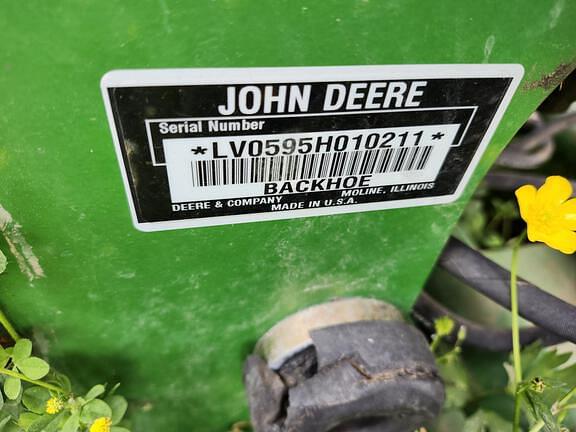 JOHN DEERE
Serial Number
*LV0595H010211*
BACKHOE
DEERE & COMPANY MOLINE, ILLINOIS
MADE IN U.S.A.